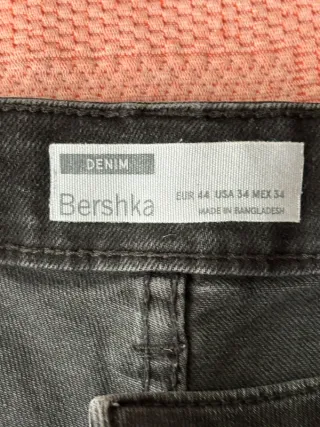 DENIM
Bershka
EUR 44 USA 34 MEX 34
MADE IN BANGLADESH